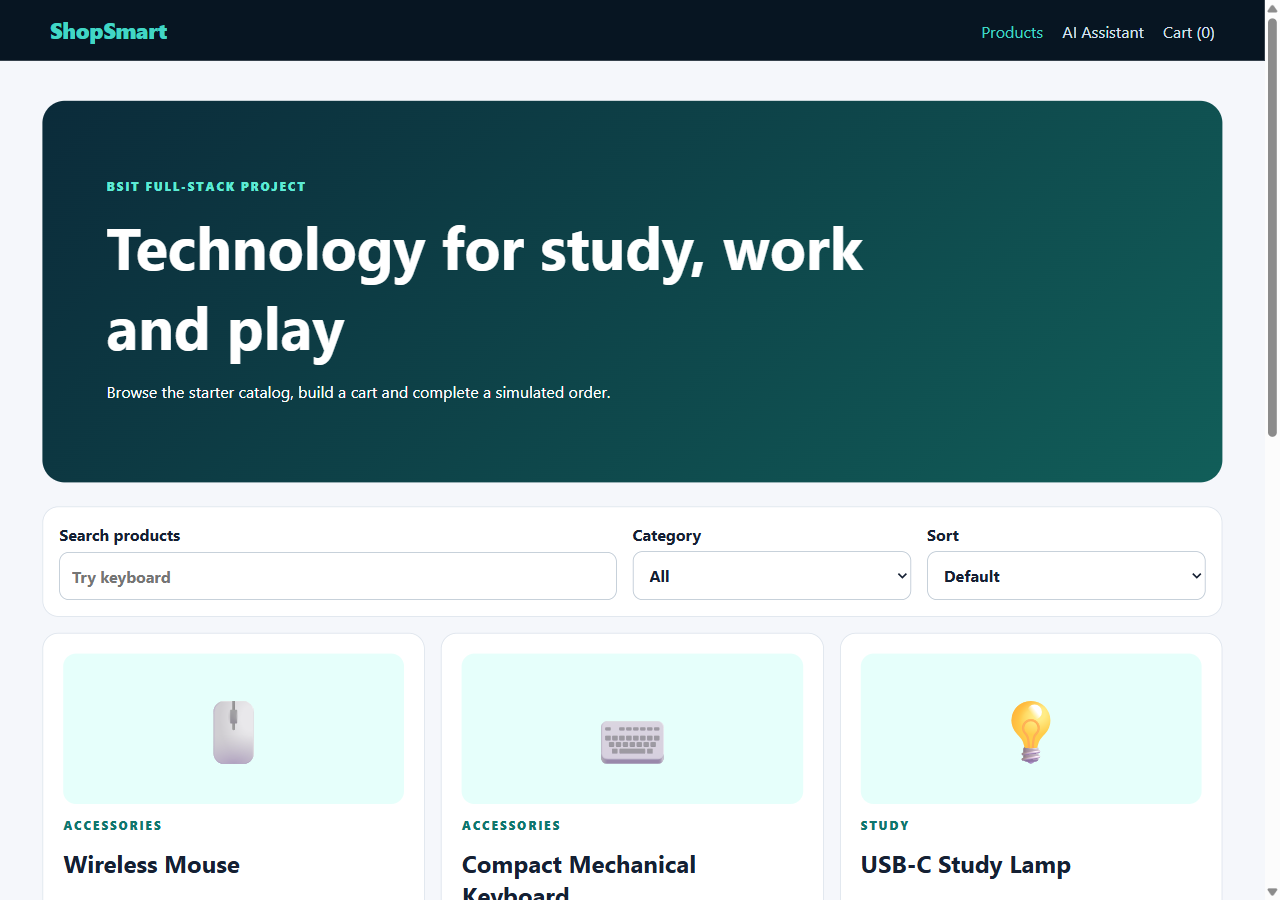 ShopSmart
Products AI Assistant Cart (0)
BSIT FULL-STACK PROJECT
Technology for study, work
and play
Browse the starter catalog, build a cart and complete a simulated order.
Search products
Try keyboard
Category
All
Sort
Default
ACCESSORIES
Wireless Mouse
ACCESSORIES
Compact Mechanical
Keyboard
STUDY
USB-C Study Lamp